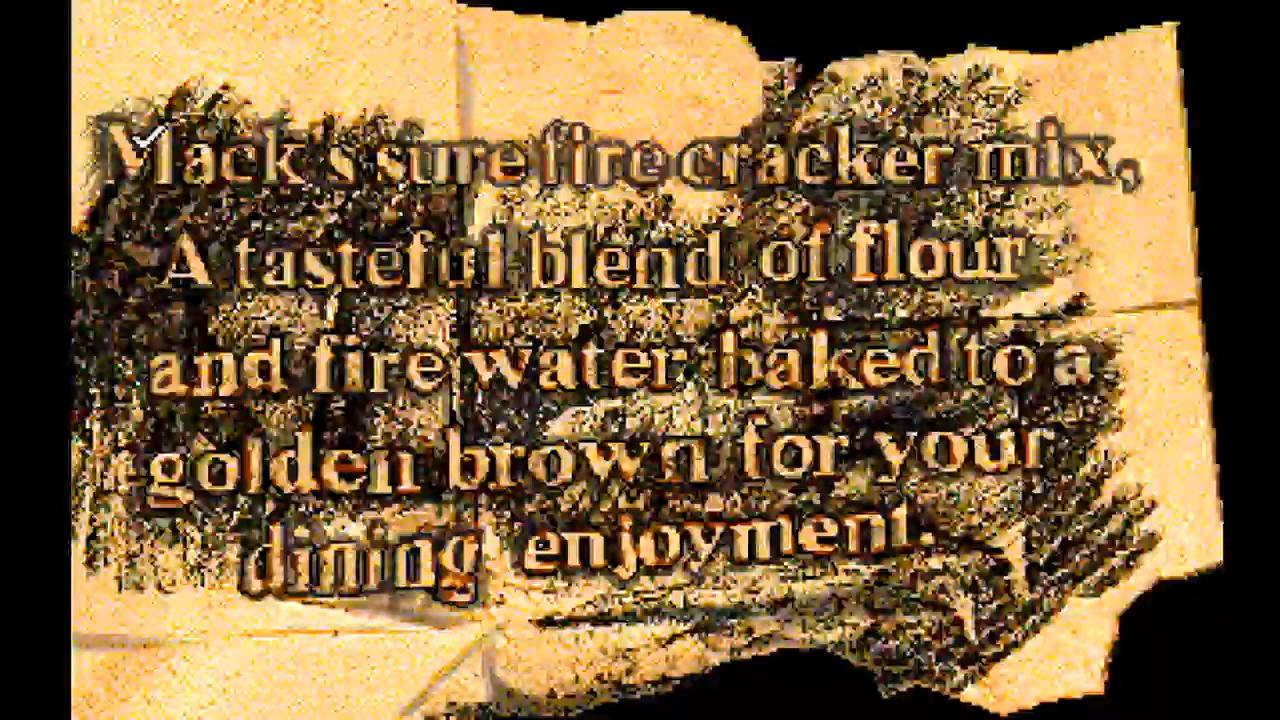 Mack's sure fire cracker mix,
A tasteful blend of flour
and fire water baked to a
golden brown for your
dining enjoyment.